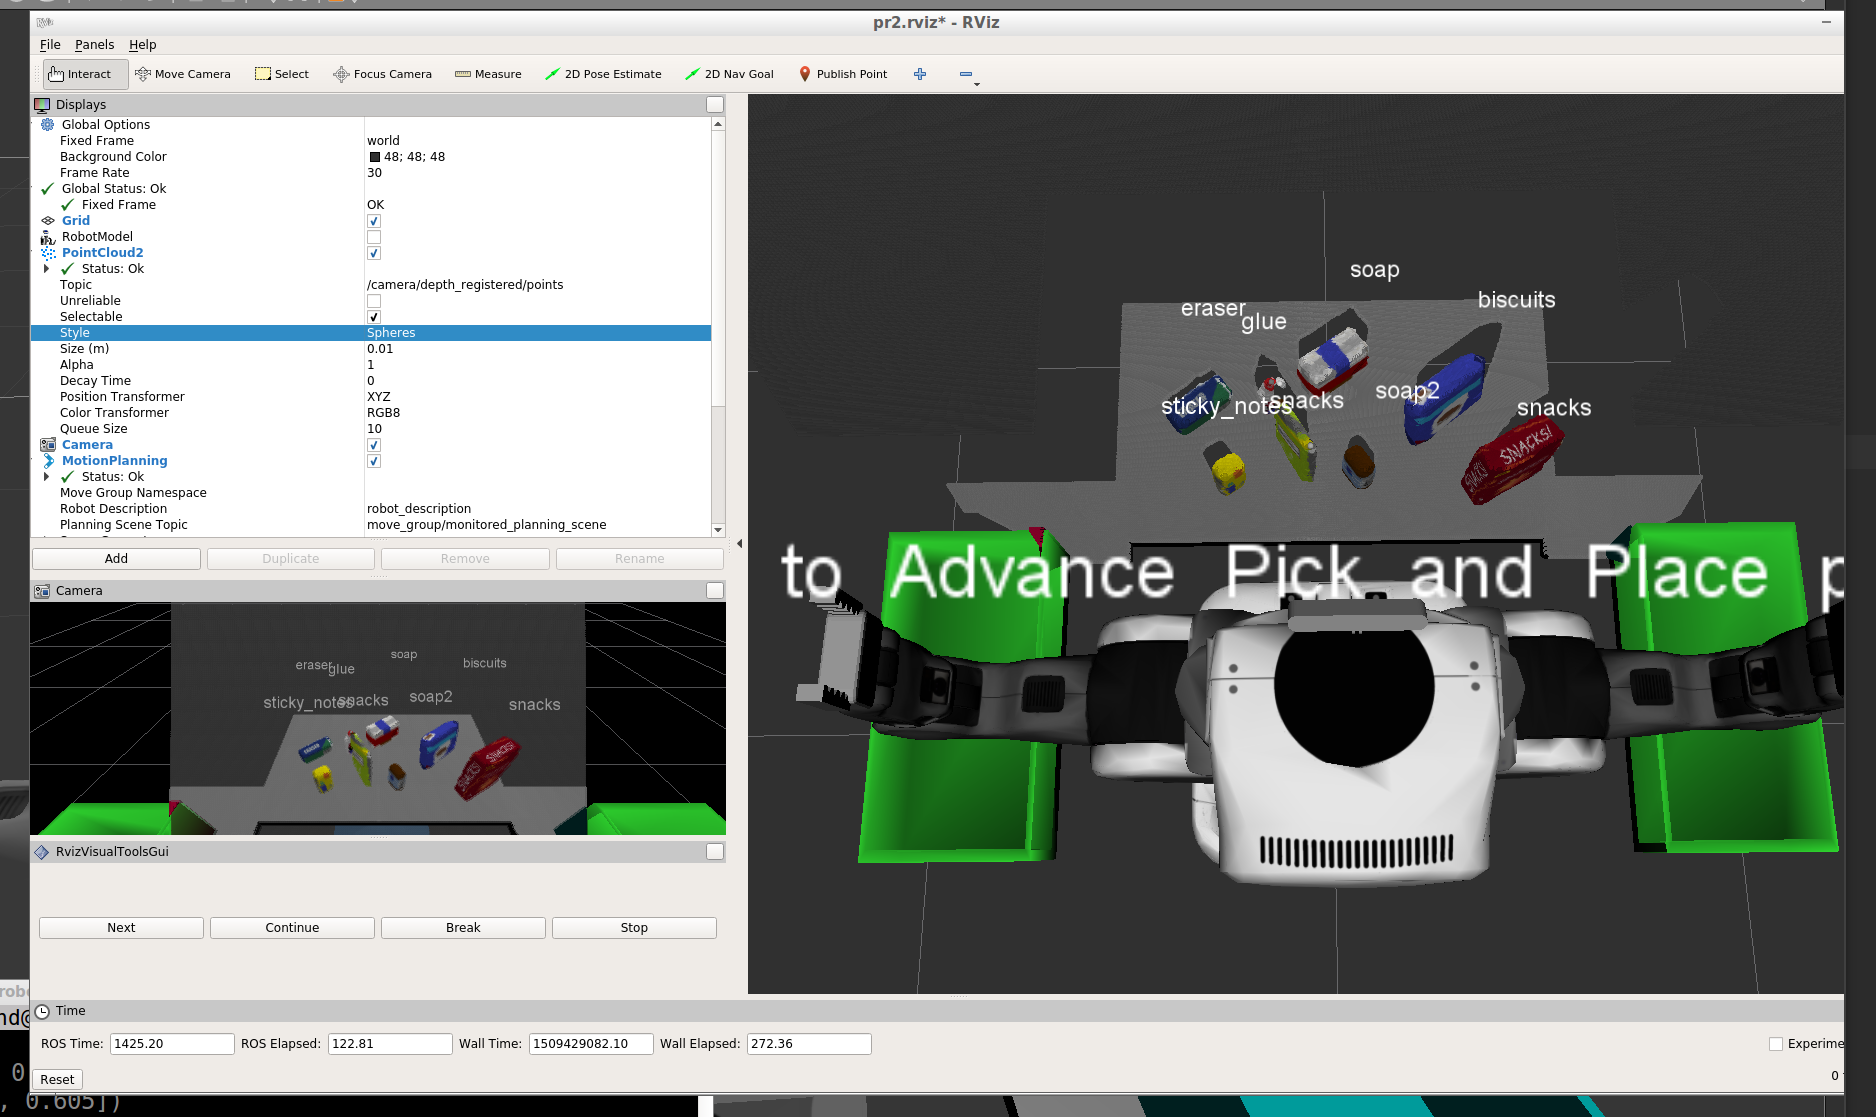 pr2.rviz* - RViz
File Panels Help
Interact Move Camera Select Focus Camera Measure 2D Pose Estimate 2D Nav Goal Publish Point
Displays
Global Options
Fixed Frame world
Background Color 48; 48; 48
Frame Rate 30
Global Status: Ok
Fixed Frame OK
Grid
RobotModel
PointCloud2
Status: Ok
Topic /camera/depth_registered/points
Unreliable
Selectable
Style Spheres
Size (m) 0.01
Alpha 1
Decay Time 0
Position Transformer XYZ
Color Transformer RGB8
Queue Size 10
Camera
MotionPlanning
Status: Ok
Move Group Namespace
Robot Description robot_description
Planning Scene Topic move_group/monitored_planning_scene
Add Duplicate Remove Rename
Camera
soap
eraser glue biscuits
sticky_notes snacks soap2 snacks
SNACKS!
RvizVisualToolsGui
Next Continue Break Stop
soap
biscuits
eraser
glue
soap2
sticky_notes snacks snacks
SNACKS!
to Advance Pick and Place p
Time
ROS Time: 1425.20 ROS Elapsed: 122.81 Wall Time: 1509429082.10 Wall Elapsed: 272.36 Experime
Reset
0
nd@
0
, 0.605])